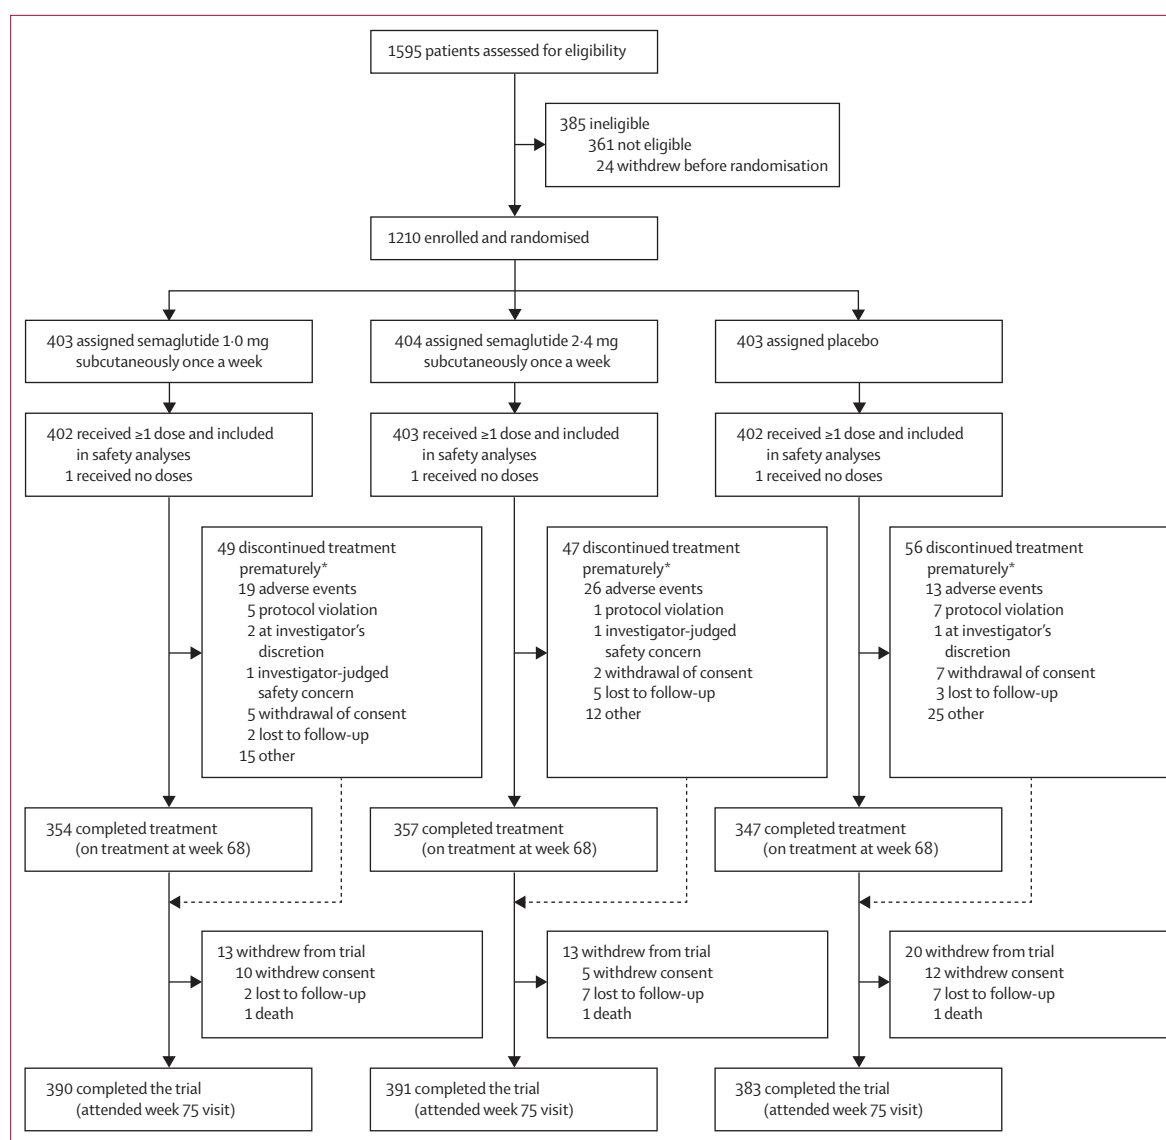 1595 patients assessed for eligibility
385 ineligible
361 not eligible
24 withdrew before randomisation
1210 enrolled and randomised
403 assigned semaglutide 1·0 mg
subcutaneously once a week
404 assigned semaglutide 2·4 mg
subcutaneously once a week
403 assigned placebo
402 received ≥1 dose and included
in safety analyses
1 received no doses
403 received ≥1 dose and included
in safety analyses
1 received no doses
402 received ≥1 dose and included
in safety analyses
1 received no doses
49 discontinued treatment
prematurely*
19 adverse events
5 protocol violation
2 at investigator's
discretion
1 investigator-judged
safety concern
5 withdrawal of consent
2 lost to follow-up
15 other
47 discontinued treatment
prematurely*
26 adverse events
1 protocol violation
1 investigator-judged
safety concern
2 withdrawal of consent
5 lost to follow-up
12 other
56 discontinued treatment
prematurely*
13 adverse events
7 protocol violation
1 at investigator's
discretion
7 withdrawal of consent
3 lost to follow-up
25 other
354 completed treatment
(on treatment at week 68)
357 completed treatment
(on treatment at week 68)
347 completed treatment
(on treatment at week 68)
13 withdrew from trial
10 withdrew consent
2 lost to follow-up
1 death
13 withdrew from trial
5 withdrew consent
7 lost to follow-up
1 death
20 withdrew from trial
12 withdrew consent
7 lost to follow-up
1 death
390 completed the trial
(attended week 75 visit)
391 completed the trial
(attended week 75 visit)
383 completed the trial
(attended week 75 visit)